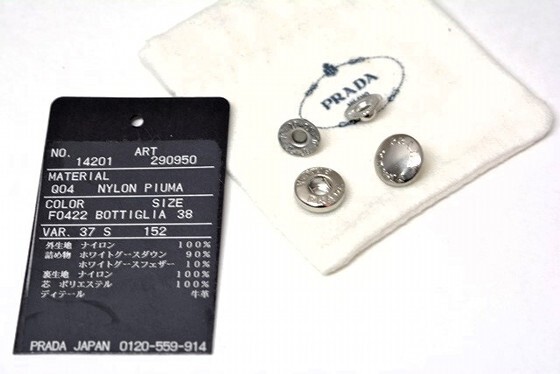 NO. 14201 ART 290950
MATERIAL
Q04 NYLON PIUMA
COLOR SIZE
F0422 BOTTIGLIA 38
VAR. 37 S 152
外生地 ナイロン 100%
詰め物 ホワイトグースダウン 90%
ホワイトグースフェザー 10%
裏生地 ナイロン 100%
芯 ポリエステル 100%
ディテール 牛革
PRADA JAPAN 0120-559-914
PRADA
MILANO